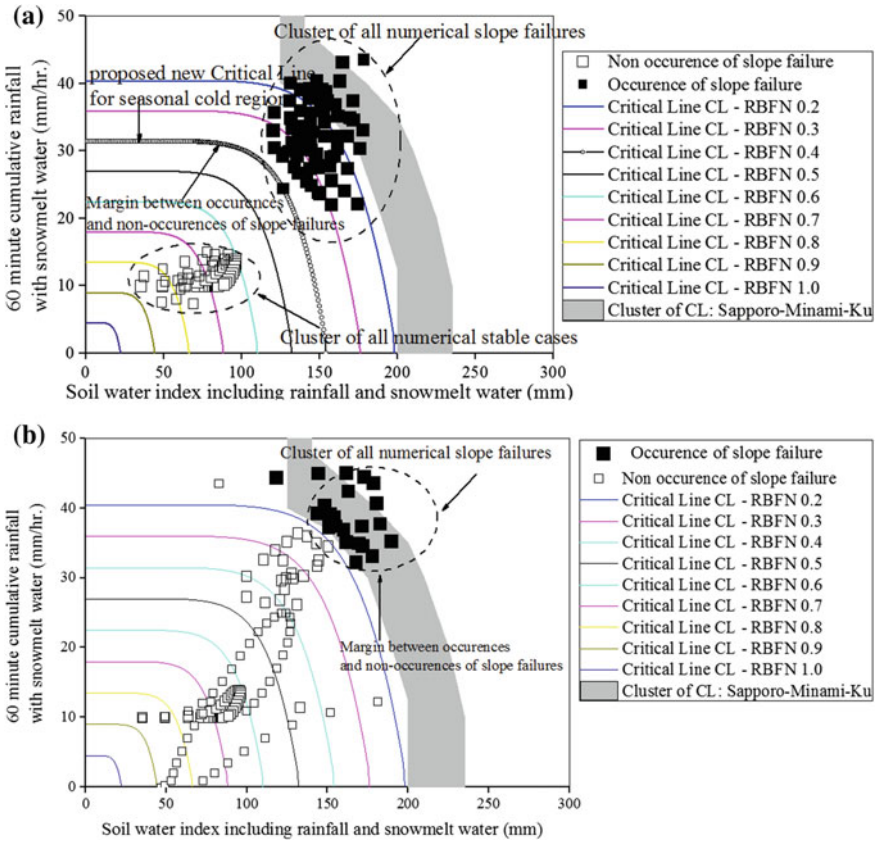 (a)
50
40
30
20
10
0
60 minute cumulative rainfall
with snowmelt water (mm/hr.)
Cluster of all numerical slope failures
proposed new Critical Line
for seasonal cold region
Margin between occurences
and non-occurences of slope failures
Cluster of all numerical stable cases
0 50 100 150 200 250 300
Soil water index including rainfall and snowmelt water (mm)
Non occurence of slope failure
Occurence of slope failure
Critical Line CL - RBFN 0.2
Critical Line CL - RBFN 0.3
Critical Line CL - RBFN 0.4
Critical Line CL - RBFN 0.5
Critical Line CL - RBFN 0.6
Critical Line CL - RBFN 0.7
Critical Line CL - RBFN 0.8
Critical Line CL - RBFN 0.9
Critical Line CL - RBFN 1.0
Cluster of CL: Sapporo-Minami-Ku
(b)
50
40
30
20
10
0
60 minute cumulative rainfall
with snowmelt water (mm/hr.)
Cluster of all numerical slope failures
Margin between occurences
and non-occurences of slope failures
0 50 100 150 200 250 300
Soil water index including rainfall and snowmelt water (mm)
Occurence of slope failure
Non occurence of slope failure
Critical Line CL - RBFN 0.2
Critical Line CL - RBFN 0.3
Critical Line CL - RBFN 0.4
Critical Line CL - RBFN 0.5
Critical Line CL - RBFN 0.6
Critical Line CL - RBFN 0.7
Critical Line CL - RBFN 0.8
Critical Line CL - RBFN 0.9
Critical Line CL - RBFN 1.0
Cluster of CL: Sapporo-Minami-Ku